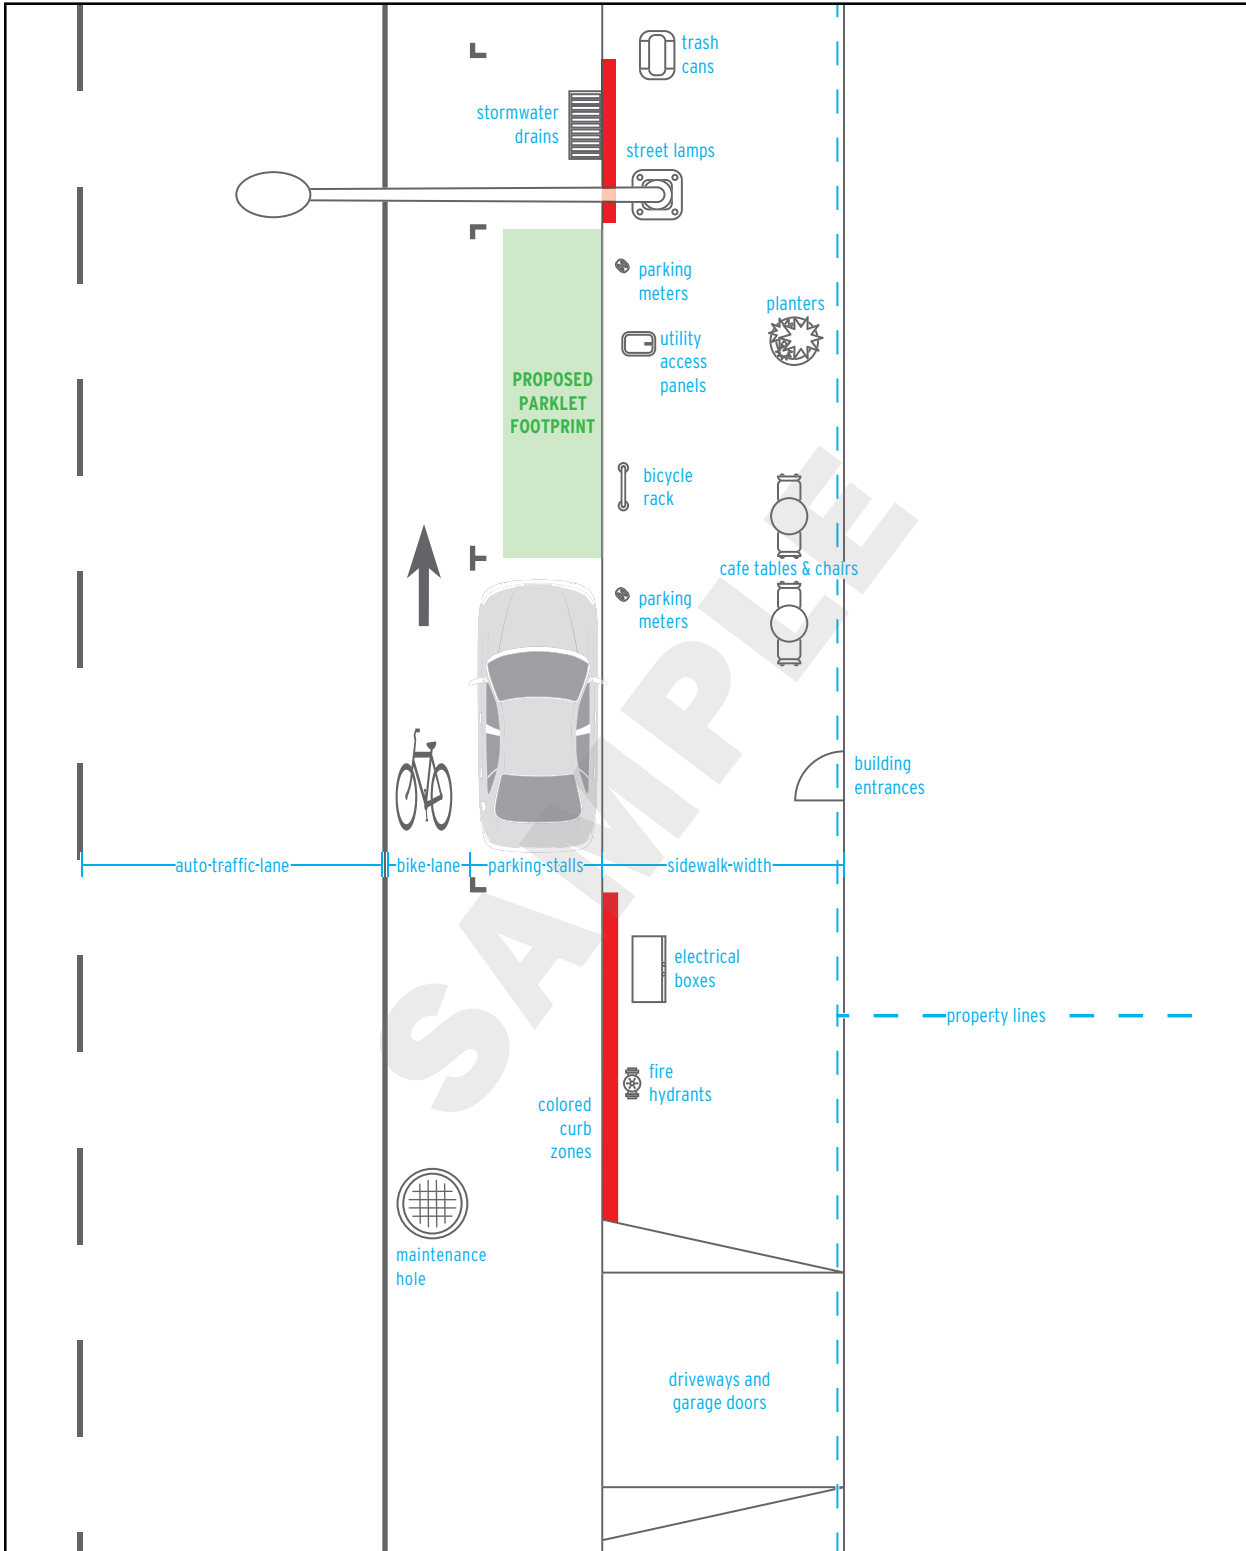 trash
cans
stormwater
drains
street lamps
parking
meters
planters
utility
access
panels
PROPOSED
PARKLET
FOOTPRINT
bicycle
rack
cafe tables & chairs
parking
meters
building
entrances
auto-traffic-lane
bike-lane
parking-stalls
sidewalk-width
electrical
boxes
property lines
fire
hydrants
colored
curb
zones
maintenance
hole
driveways and
garage doors
SAMPLE